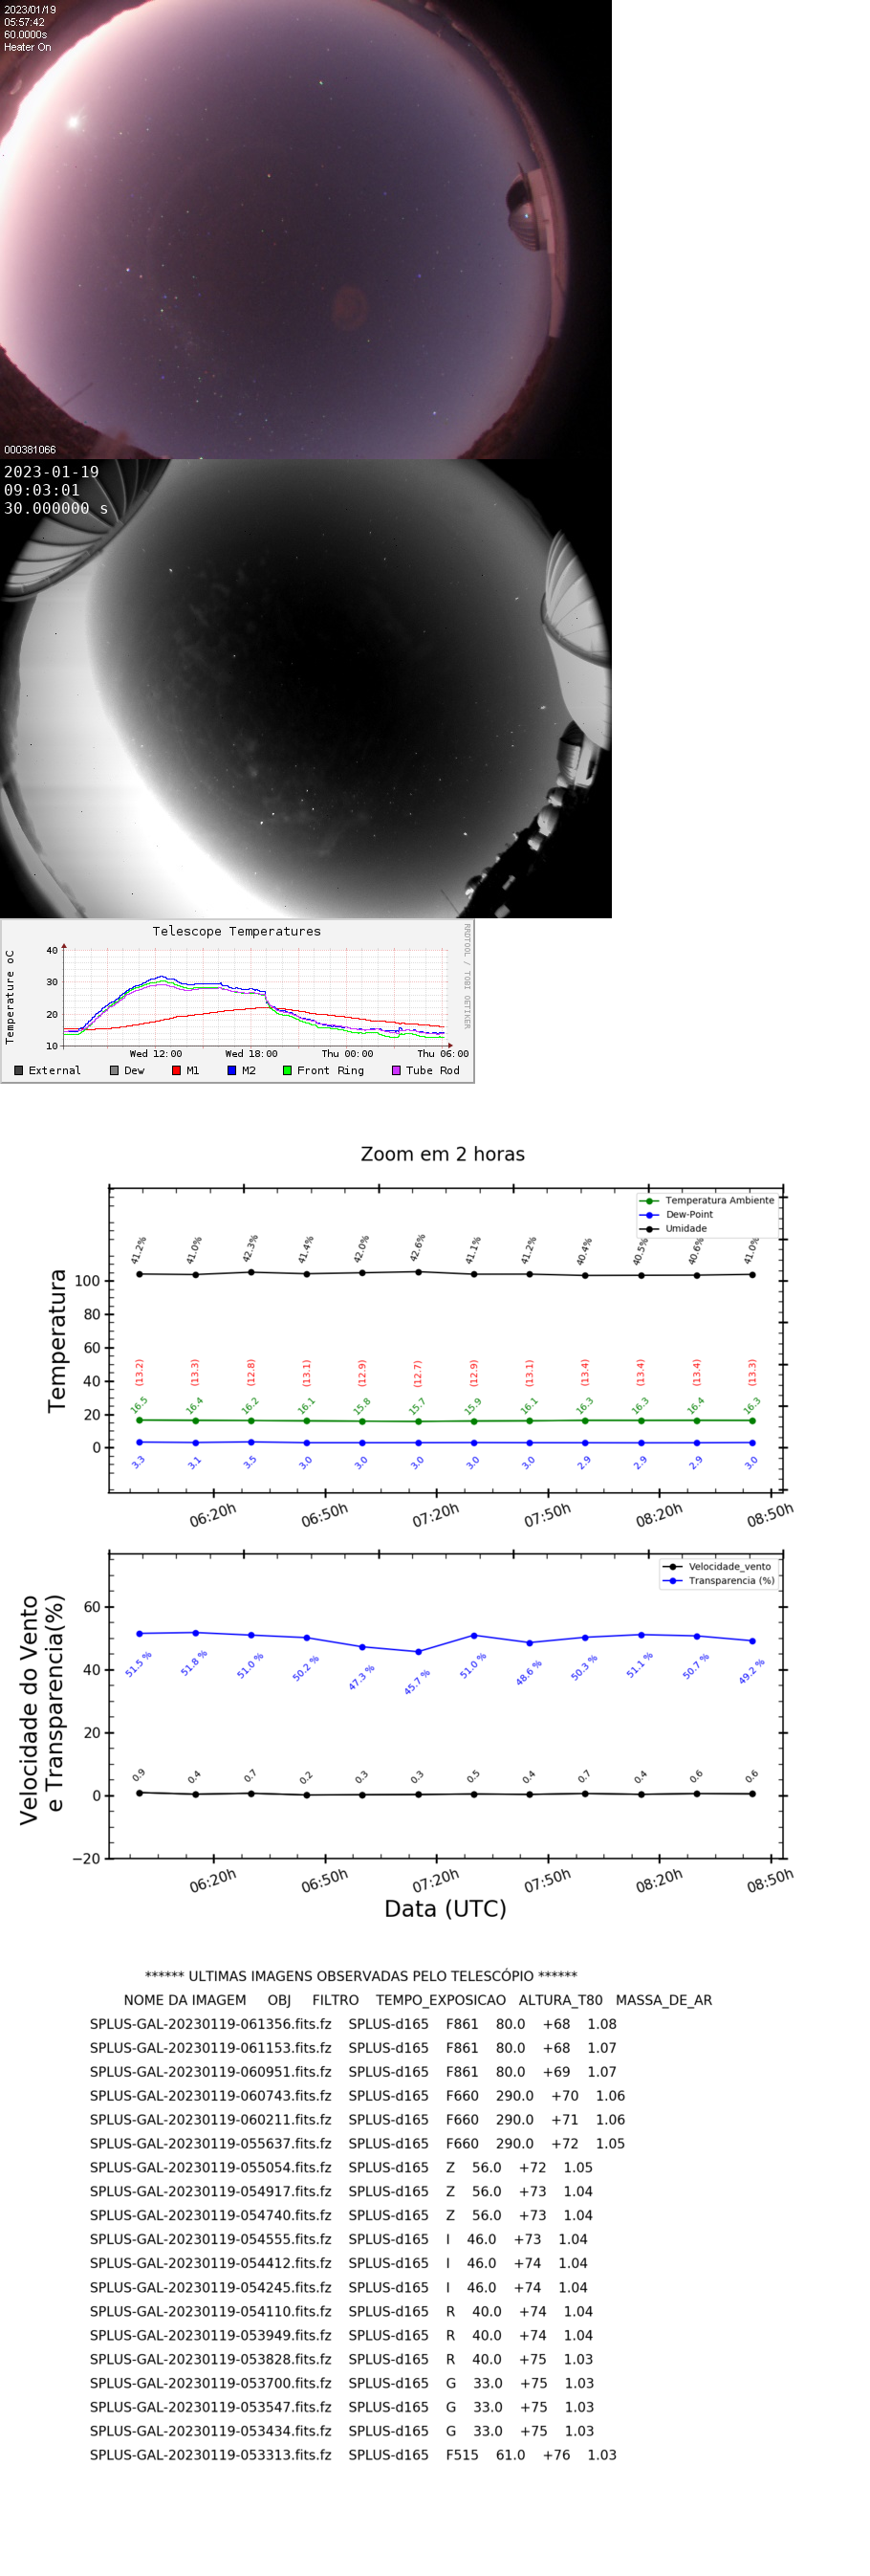 2023/01/19
05:57:42
60.0000s
Heater On
000381066
2023-01-19
09:03:01
30.000000 s
Telescope Temperatures
RRDTOOL / TOBI OETIKER
Temperature oC
40
30
20
10
Wed 12:00 Wed 18:00 Thu 00:00 Thu 06:00
External Dew M1 M2 Front Ring Tube Rod
Zoom em 2 horas
Temperatura Ambiente
Dew-Point
Umidade
Temperatura
100
80
60
40
20
0
41.2% 41.0% 42.3% 41.4% 42.0% 42.6% 41.1% 41.2% 40.4% 40.5% 40.6% 41.0%
(13.2) (13.3) (12.8) (13.1) (12.9) (12.7) (12.9) (13.1) (13.4) (13.4) (13.4) (13.3)
16.5 16.4 16.2 16.1 15.8 15.7 15.9 16.1 16.3 16.3 16.4 16.3
3.3 3.1 3.5 3.0 3.0 3.0 3.0 3.0 2.9 2.9 2.9 3.0
06:20h 06:50h 07:20h 07:50h 08:20h 08:50h
Velocidade_vento
Transparencia (%)
Velocidade do Vento
e Transparencia(%)
60
40
20
0
−20
51.5 % 51.8 % 51.0 % 50.2 % 47.3 % 45.7 % 51.0 % 48.6 % 50.3 % 51.1 % 50.7 % 49.2 %
0.9 0.4 0.7 0.2 0.3 0.3 0.5 0.4 0.7 0.4 0.6 0.6
06:20h 06:50h 07:20h 07:50h 08:20h 08:50h
Data (UTC)
****** ULTIMAS IMAGENS OBSERVADAS PELO TELESCÓPIO ******
NOME DA IMAGEM OBJ FILTRO TEMPO_EXPOSICAO ALTURA_T80 MASSA_DE_AR
SPLUS-GAL-20230119-061356.fits.fz SPLUS-d165 F861 80.0 +68 1.08
SPLUS-GAL-20230119-061153.fits.fz SPLUS-d165 F861 80.0 +68 1.07
SPLUS-GAL-20230119-060951.fits.fz SPLUS-d165 F861 80.0 +69 1.07
SPLUS-GAL-20230119-060743.fits.fz SPLUS-d165 F660 290.0 +70 1.06
SPLUS-GAL-20230119-060211.fits.fz SPLUS-d165 F660 290.0 +71 1.06
SPLUS-GAL-20230119-055637.fits.fz SPLUS-d165 F660 290.0 +72 1.05
SPLUS-GAL-20230119-055054.fits.fz SPLUS-d165 Z 56.0 +72 1.05
SPLUS-GAL-20230119-054917.fits.fz SPLUS-d165 Z 56.0 +73 1.04
SPLUS-GAL-20230119-054740.fits.fz SPLUS-d165 Z 56.0 +73 1.04
SPLUS-GAL-20230119-054555.fits.fz SPLUS-d165 I 46.0 +73 1.04
SPLUS-GAL-20230119-054412.fits.fz SPLUS-d165 I 46.0 +74 1.04
SPLUS-GAL-20230119-054245.fits.fz SPLUS-d165 I 46.0 +74 1.04
SPLUS-GAL-20230119-054110.fits.fz SPLUS-d165 R 40.0 +74 1.04
SPLUS-GAL-20230119-053949.fits.fz SPLUS-d165 R 40.0 +74 1.04
SPLUS-GAL-20230119-053828.fits.fz SPLUS-d165 R 40.0 +75 1.03
SPLUS-GAL-20230119-053700.fits.fz SPLUS-d165 G 33.0 +75 1.03
SPLUS-GAL-20230119-053547.fits.fz SPLUS-d165 G 33.0 +75 1.03
SPLUS-GAL-20230119-053434.fits.fz SPLUS-d165 G 33.0 +75 1.03
SPLUS-GAL-20230119-053313.fits.fz SPLUS-d165 F515 61.0 +76 1.03